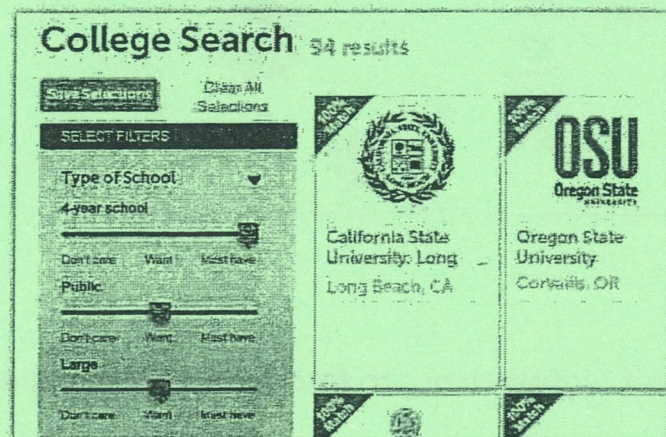 College Search 94 results
Save Selections
Clear All
Selections
SELECT FILTERS
Type of School
4-year school
Don't care Want Must have
Public
Don't care Want Must have
Large
Don't care Want Must have
100%
Match
CALIFORNIA STATE UNIVERSITY
California State
University: Long
Long Beach, CA
100%
Match
OSU
Oregon State
UNIVERSITY
Oregon State
University
Corvallis, OR
100%
Match
100%
Match